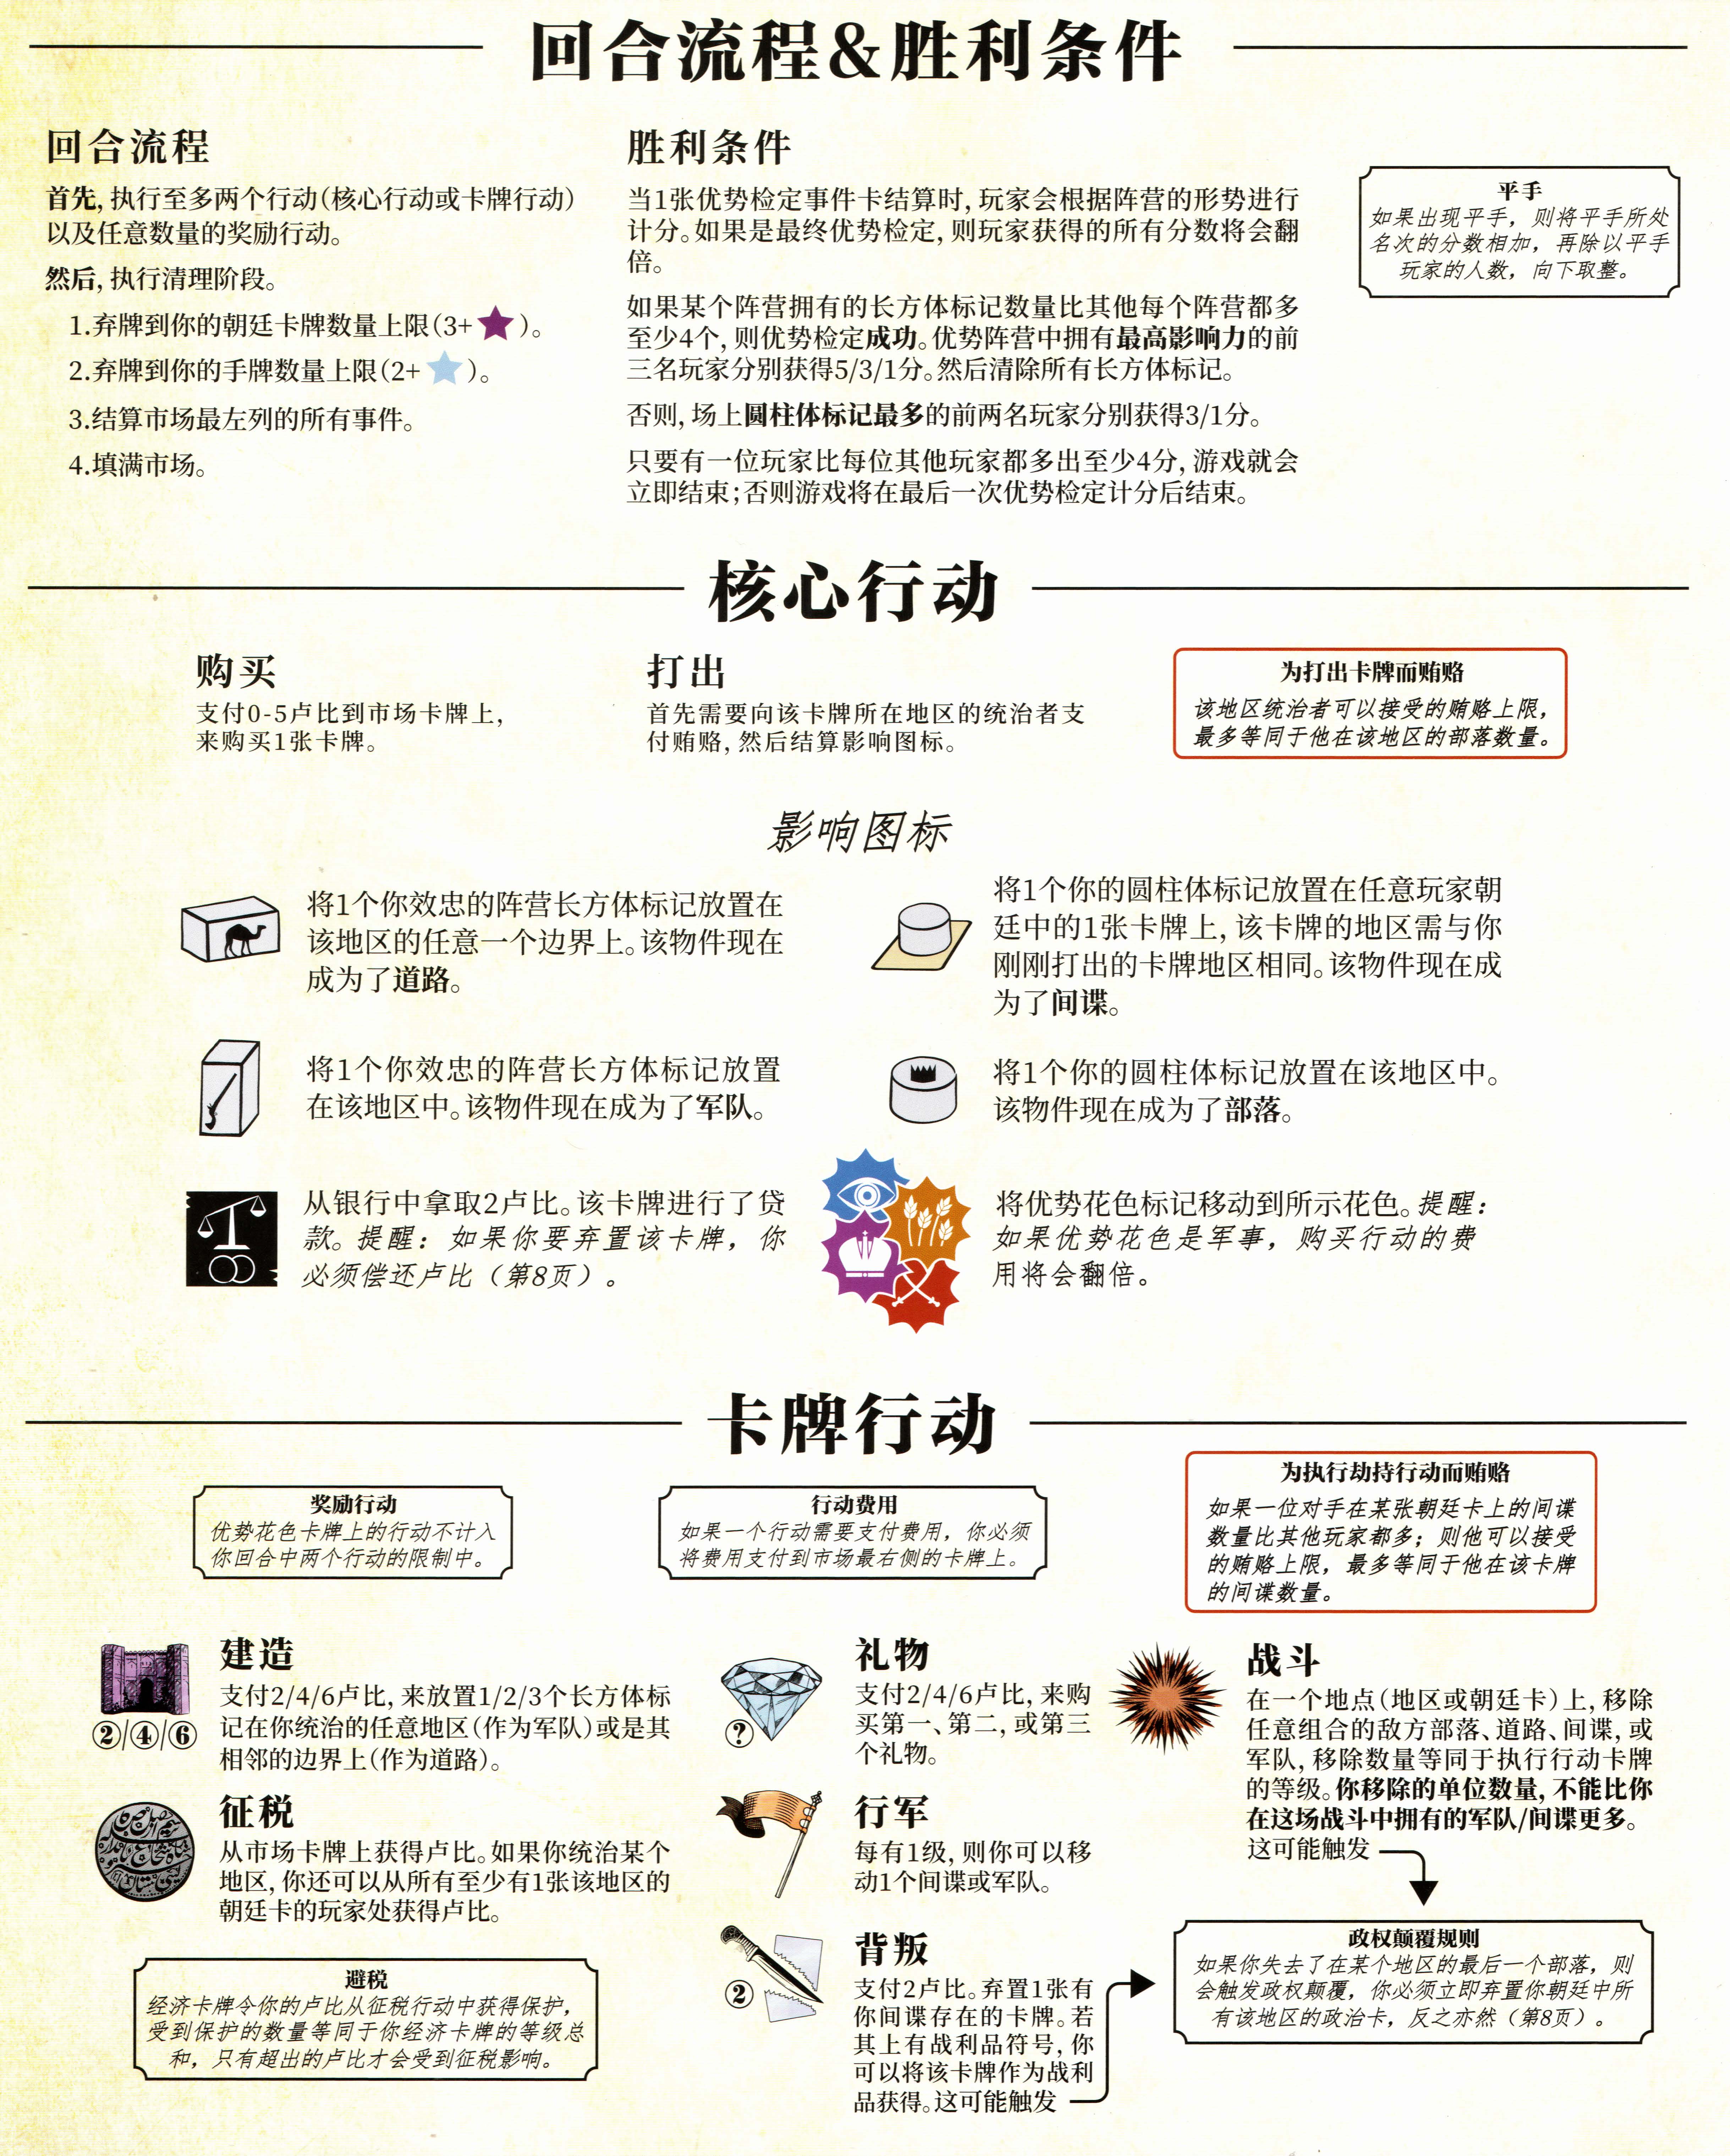 回合流程&胜利条件
回合流程
首先, 执行至多两个行动(核心行动或卡牌行动)
以及任意数量的奖励行动。
然后, 执行清理阶段。
1.弃牌到你的朝廷卡牌数量上限(3+ )。
2.弃牌到你的手牌数量上限(2+ )。
3.结算市场最左列的所有事件。
4.填满市场。
胜利条件
当1张优势检定事件卡结算时, 玩家会根据阵营的形势进行
计分。如果是最终优势检定, 则玩家获得的所有分数将会翻
倍。
如果某个阵营拥有的长方体标记数量比其他每个阵营都多
至少4个, 则优势检定成功。优势阵营中拥有最高影响力的前
三名玩家分别获得5/3/1分。然后清除所有长方体标记。
否则, 场上圆柱体标记最多的前两名玩家分别获得3/1分。
只要有一位玩家比每位其他玩家都多出至少4分, 游戏就会
立即结束;否则游戏将在最后一次优势检定计分后结束。
平手
如果出现平手，则将平手所处
名次的分数相加，再除以平手
玩家的人数，向下取整。
核心行动
购买
支付0-5卢比到市场卡牌上,
来购买1张卡牌。
打出
首先需要向该卡牌所在地区的统治者支
付贿赂, 然后结算影响图标。
为打出卡牌而贿赂
该地区统治者可以接受的贿赂上限，
最多等同于他在该地区的部落数量。
影响图标
将1个你效忠的阵营长方体标记放置在
该地区的任意一个边界上。该物件现在
成为了道路。
将1个你的圆柱体标记放置在任意玩家朝
廷中的1张卡牌上, 该卡牌的地区需与你
刚刚打出的卡牌地区相同。该物件现在成
为了间谍。
将1个你效忠的阵营长方体标记放置
在该地区中。该物件现在成为了军队。
将1个你的圆柱体标记放置在该地区中。
该物件现在成为了部落。
从银行中拿取2卢比。该卡牌进行了贷
款。提醒：如果你要弃置该卡牌，你
必须偿还卢比（第8页）。
将优势花色标记移动到所示花色。提醒：
如果优势花色是军事，购买行动的费
用将会翻倍。
卡牌行动
奖励行动
优势花色卡牌上的行动不计入
你回合中两个行动的限制中。
行动费用
如果一个行动需要支付费用，你必须
将费用支付到市场最右侧的卡牌上。
为执行劫持行动而贿赂
如果一位对手在某张朝廷卡上的间谍
数量比其他玩家都多；则他可以接受
的贿赂上限，最多等同于他在该卡牌
的间谍数量。
②/④/⑥
建造
支付2/4/6卢比, 来放置1/2/3个长方体标
记在你统治的任意地区(作为军队)或是其
相邻的边界上(作为道路)。
征税
从市场卡牌上获得卢比。如果你统治某个
地区, 你还可以从所有至少有1张该地区的
朝廷卡的玩家处获得卢比。
避税
经济卡牌令你的卢比从征税行动中获得保护，
受到保护的数量等同于你经济卡牌的等级总
和，只有超出的卢比才会受到征税影响。
?
礼物
支付2/4/6卢比, 来购
买第一、第二, 或第三
个礼物。
行军
每有1级, 则你可以移
动1个间谍或军队。
②
背叛
支付2卢比。弃置1张有
你间谍存在的卡牌。若
其上有战利品符号, 你
可以将该卡牌作为战利
品获得。这可能触发
战斗
在一个地点(地区或朝廷卡)上, 移除
任意组合的敌方部落、道路、间谍, 或
军队, 移除数量等同于执行行动卡牌
的等级。你移除的单位数量, 不能比你
在这场战斗中拥有的军队/间谍更多。
这可能触发
政权颠覆规则
如果你失去了在某个地区的最后一个部落，则
会触发政权颠覆，你必须立即弃置你朝廷中所
有该地区的政治卡，反之亦然（第8页）。